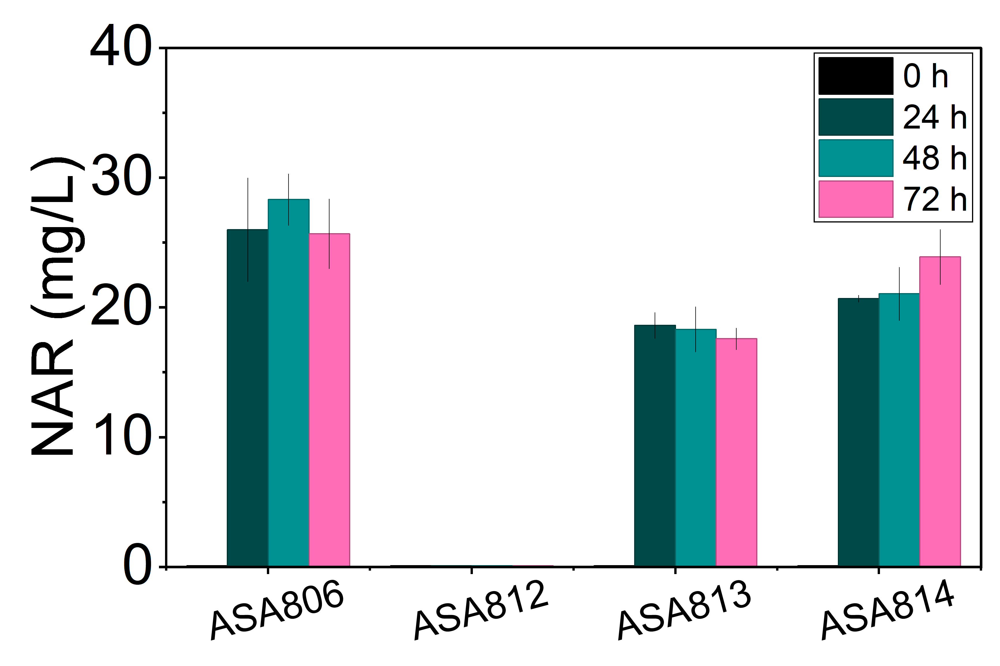 NAR (mg/L)
40
30
20
10
0
0 h
24 h
48 h
72 h
ASA806
ASA812
ASA813
ASA814